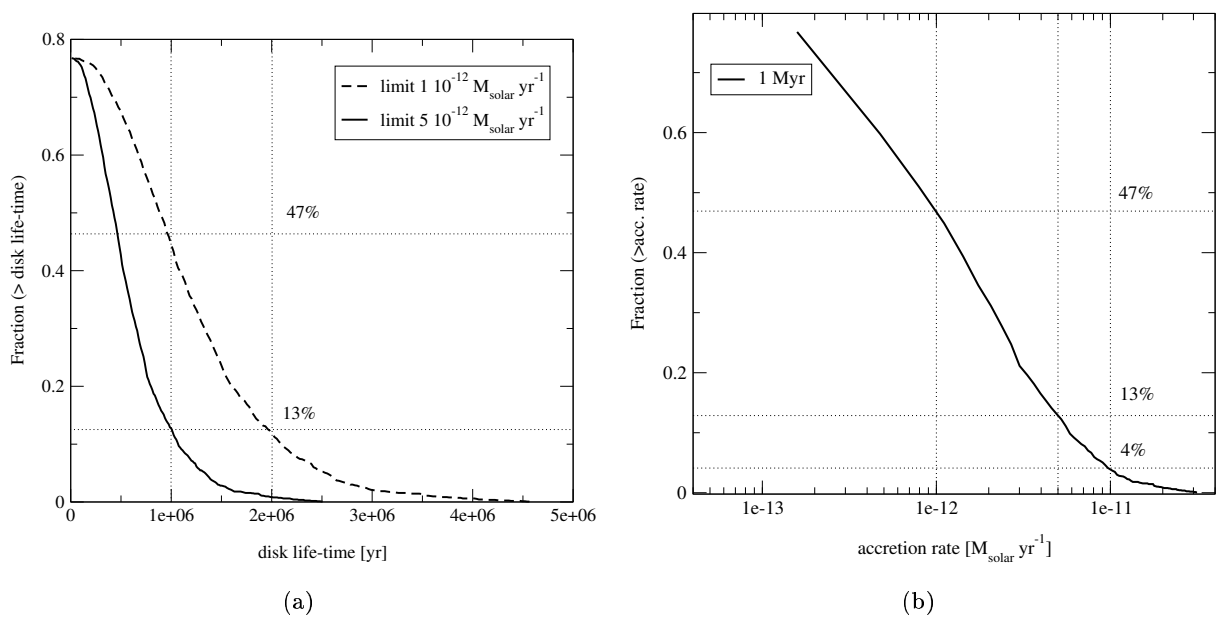 0.8
0.6
0.4
0.2
0
Fraction (> disk life-time)
limit 1 10^-12 M_solar yr^-1
limit 5 10^-12 M_solar yr^-1
47%
13%
0 1e+06 2e+06 3e+06 4e+06 5e+06
disk life-time [yr]
(a)
0.6
0.4
0.2
0
Fraction (>acc. rate)
1 Myr
47%
13%
4%
1e-13 1e-12 1e-11
accretion rate [M_solar yr^-1]
(b)